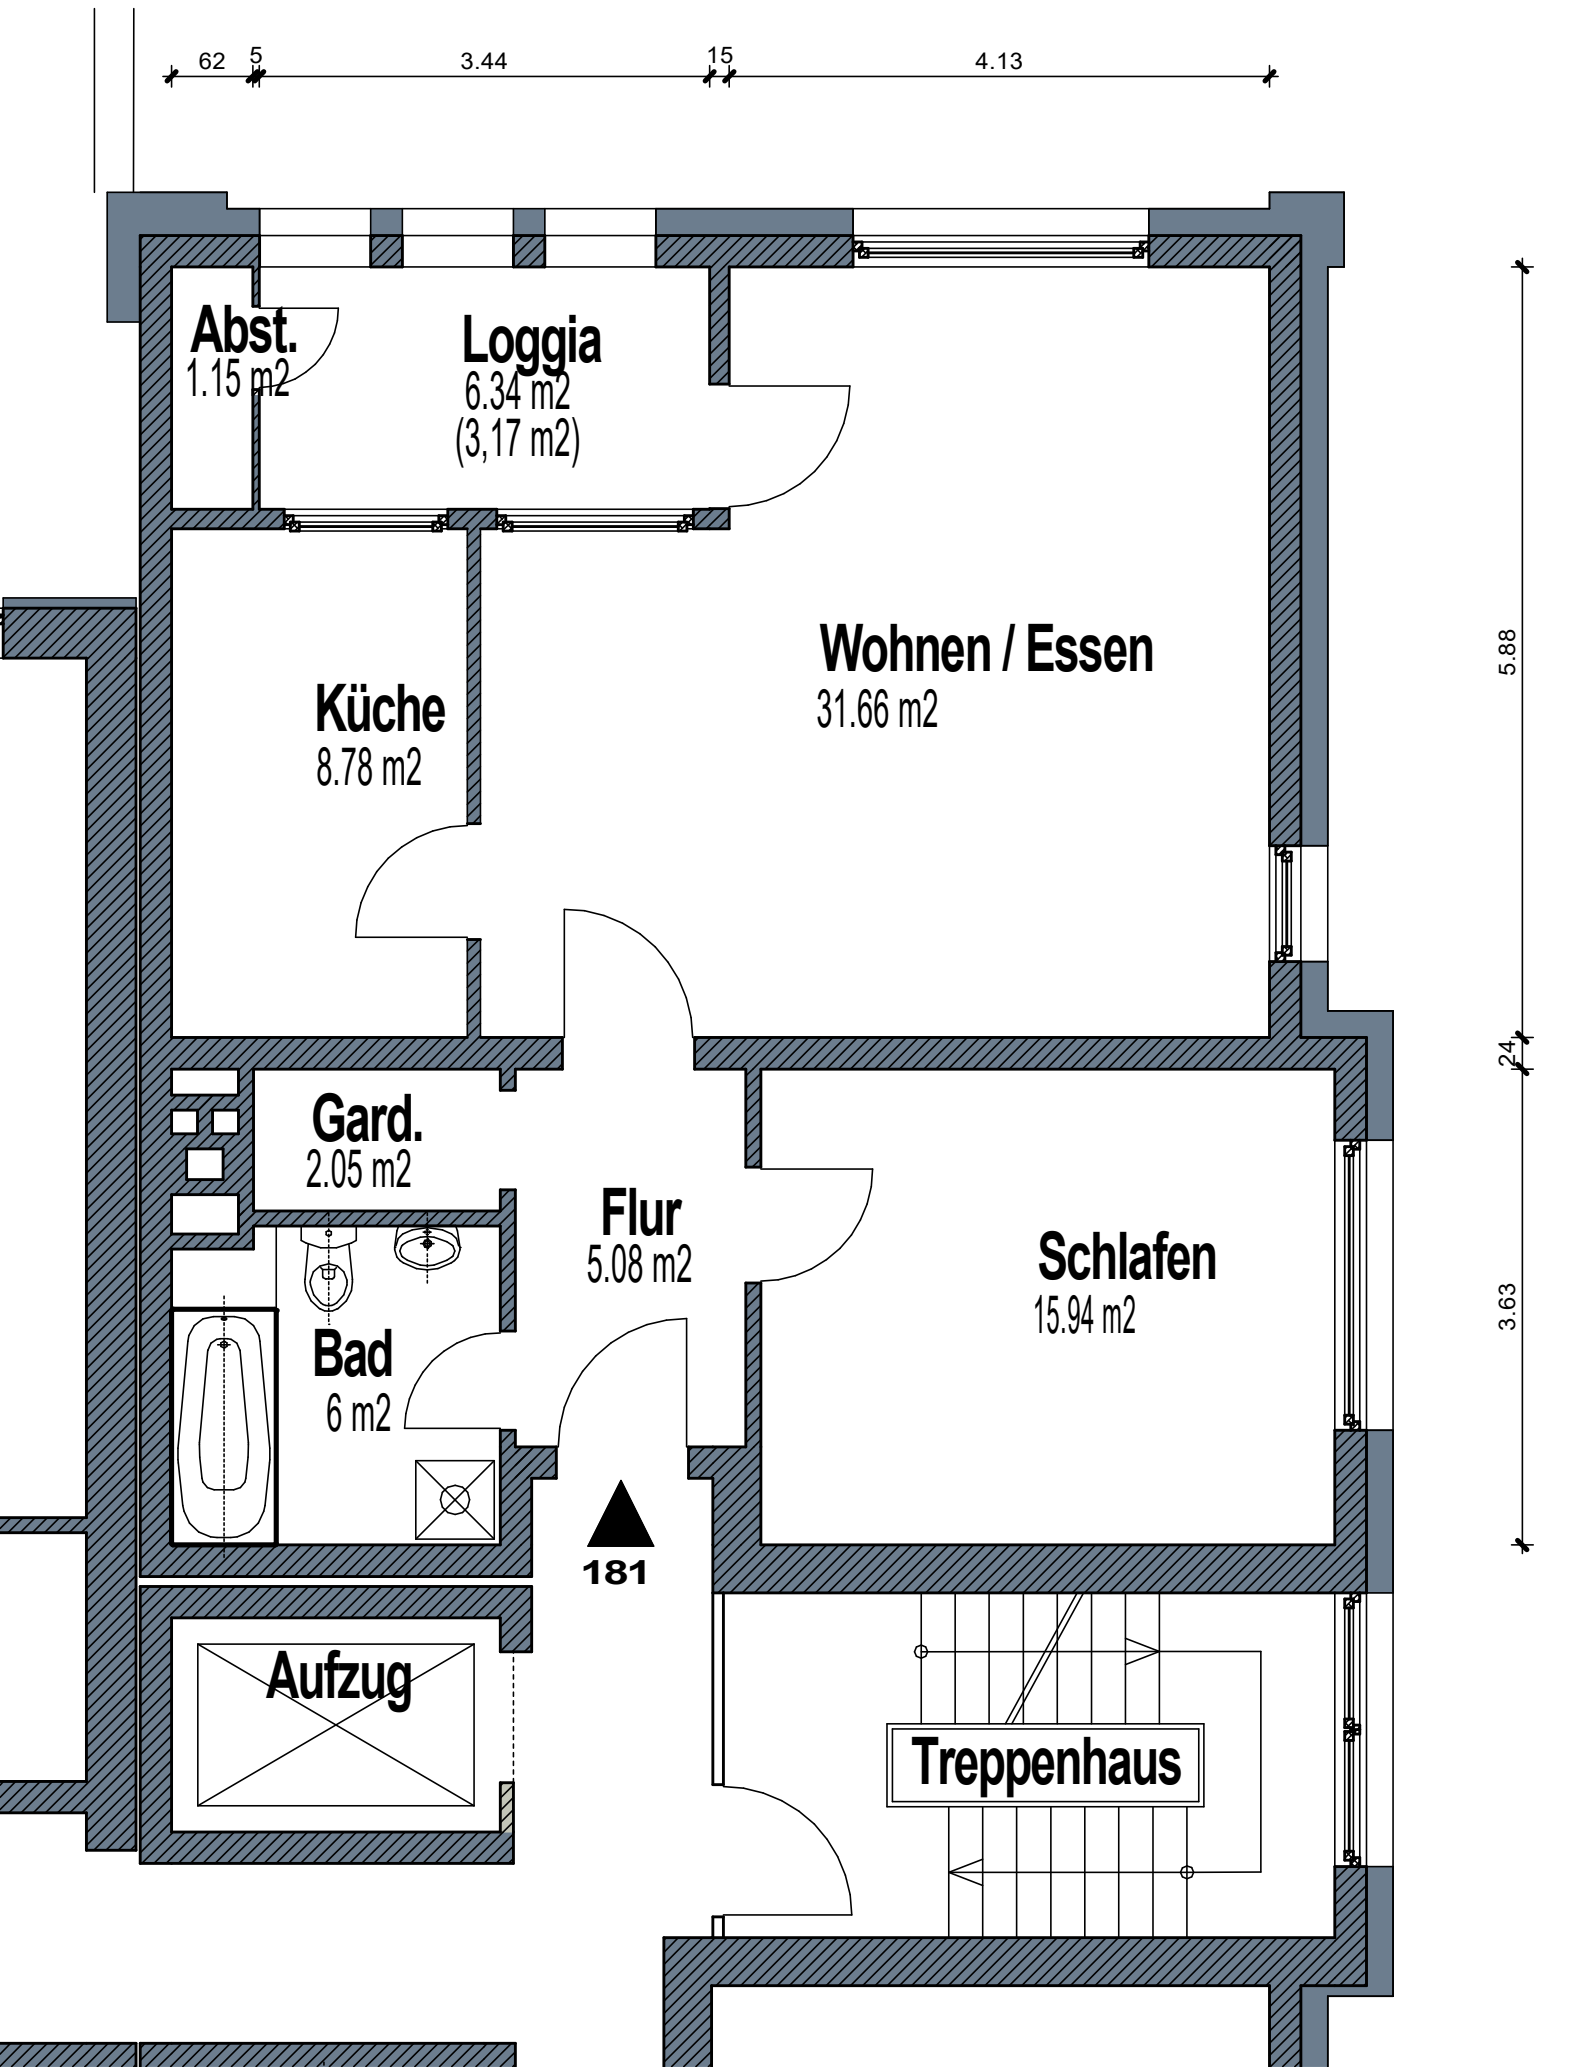 62 5 3.44 15 4.13
Abst.
1.15 m2
Loggia
6.34 m2
(3,17 m2)
Wohnen / Essen
31.66 m2
5.88
Küche
8.78 m2
24
Gard.
2.05 m2
Flur
5.08 m2
Schlafen
15.94 m2
3.63
Bad
6 m2
181
Aufzug
Treppenhaus